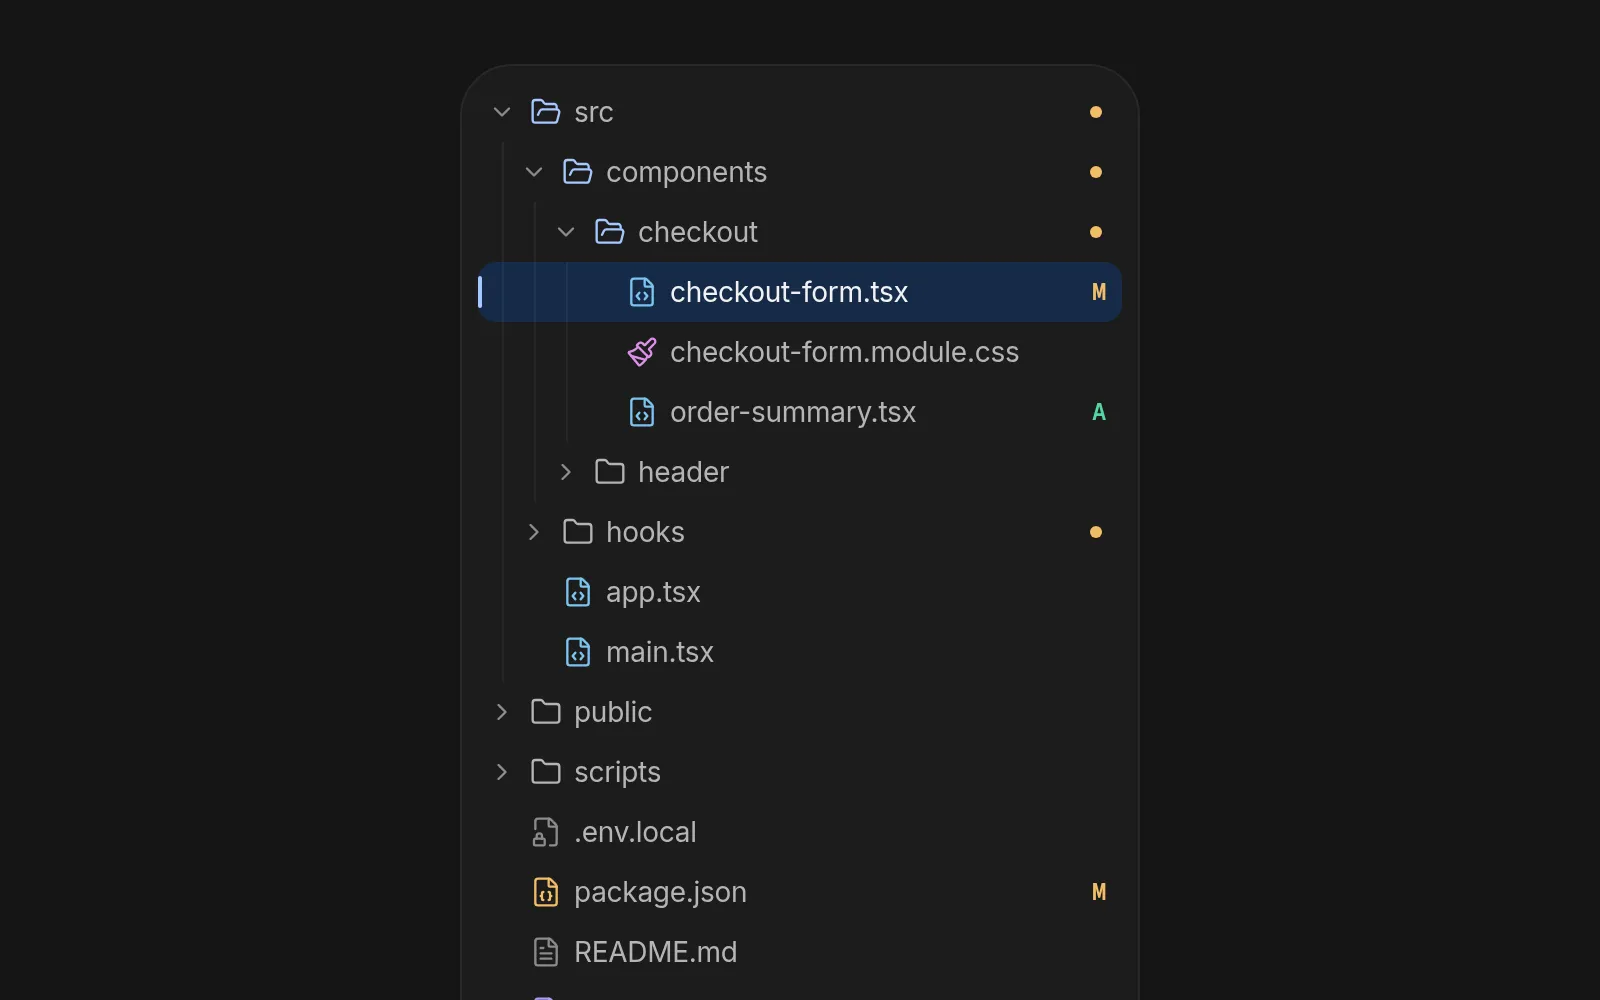 src
components
checkout
checkout-form.tsx M
checkout-form.module.css
order-summary.tsx A
header
hooks
app.tsx
main.tsx
public
scripts
.env.local
package.json M
README.md